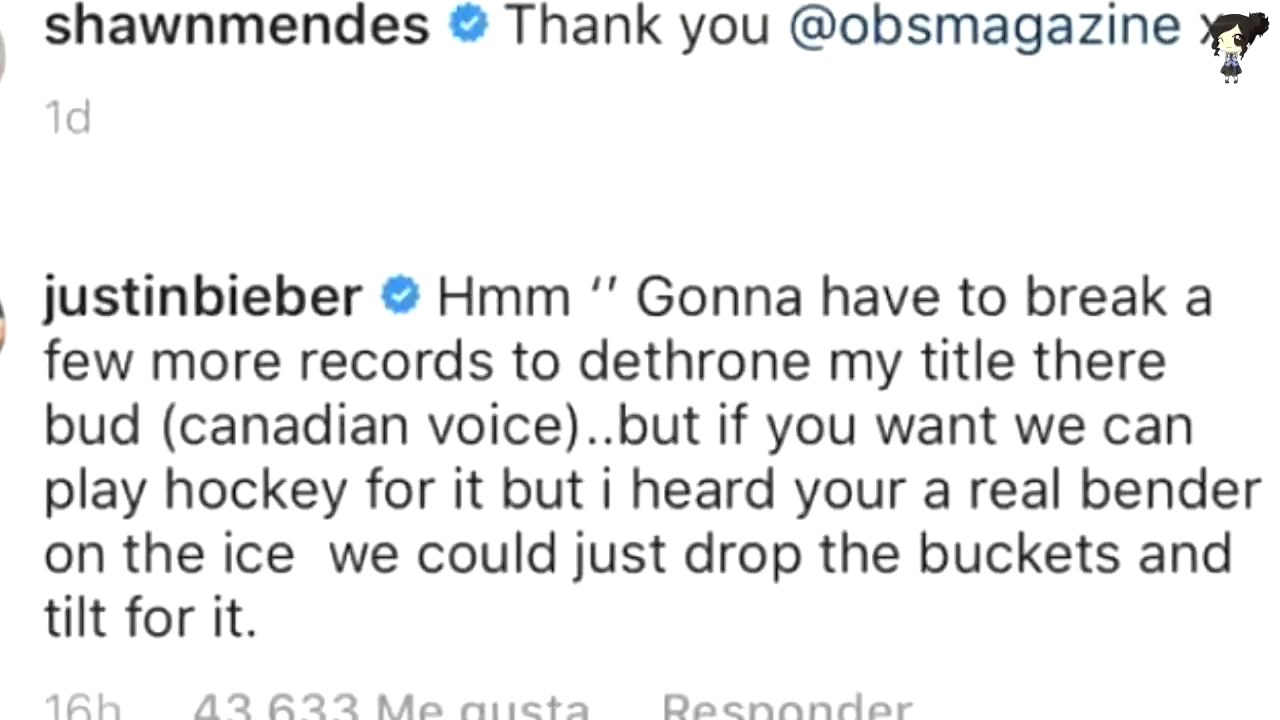 shawnmendes Thank you @obsmagazine x
1d
justinbieber Hmm ‘’ Gonna have to break a
few more records to dethrone my title there
bud (canadian voice)..but if you want we can
play hockey for it but i heard your a real bender
on the ice we could just drop the buckets and
tilt for it.
16h 43 633 Me gusta Responder